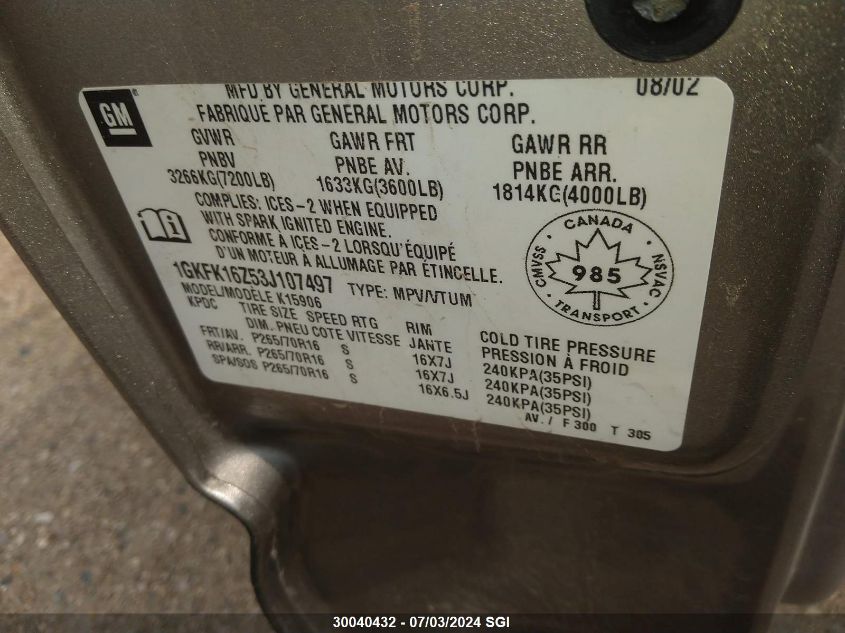 MFD BY GENERAL MOTORS CORP. 08/02
GM
FABRIQUÉ PAR GENERAL MOTORS CORP.
GVWR GAWR FRT GAWR RR
PNBV PNBE AV. PNBE ARR.
3266KG(7200LB) 1633KG(3600LB) 1814KG(4000LB)
COMPLIES: ICES-2 WHEN EQUIPPED
WITH SPARK IGNITED ENGINE.
CONFORME À ICES-2 LORSQU'ÉQUIPÉ
D'UN MOTEUR À ALLUMAGE PAR ÉTINCELLE.
CANADA
CMVSS 985 NSVAC
TRANSPORT
1GKFK16Z53J107497 TYPE: MPV/VTUM
MODEL/MODÈLE K15906
KPDC TIRE SIZE SPEED RTG RIM COLD TIRE PRESSURE
DIM. PNEU COTE VITESSE JANTE PRESSION À FROID
FRT/AV. P265/70R16 S 16X7J 240KPA(35PSI)
RR/ARR. P265/70R16 S 16X7J 240KPA(35PSI)
SPA/SDS P265/70R16 S 16X6.5J 240KPA(35PSI)
AV. / F 300 T 305
30040432 - 07/03/2024 SGI